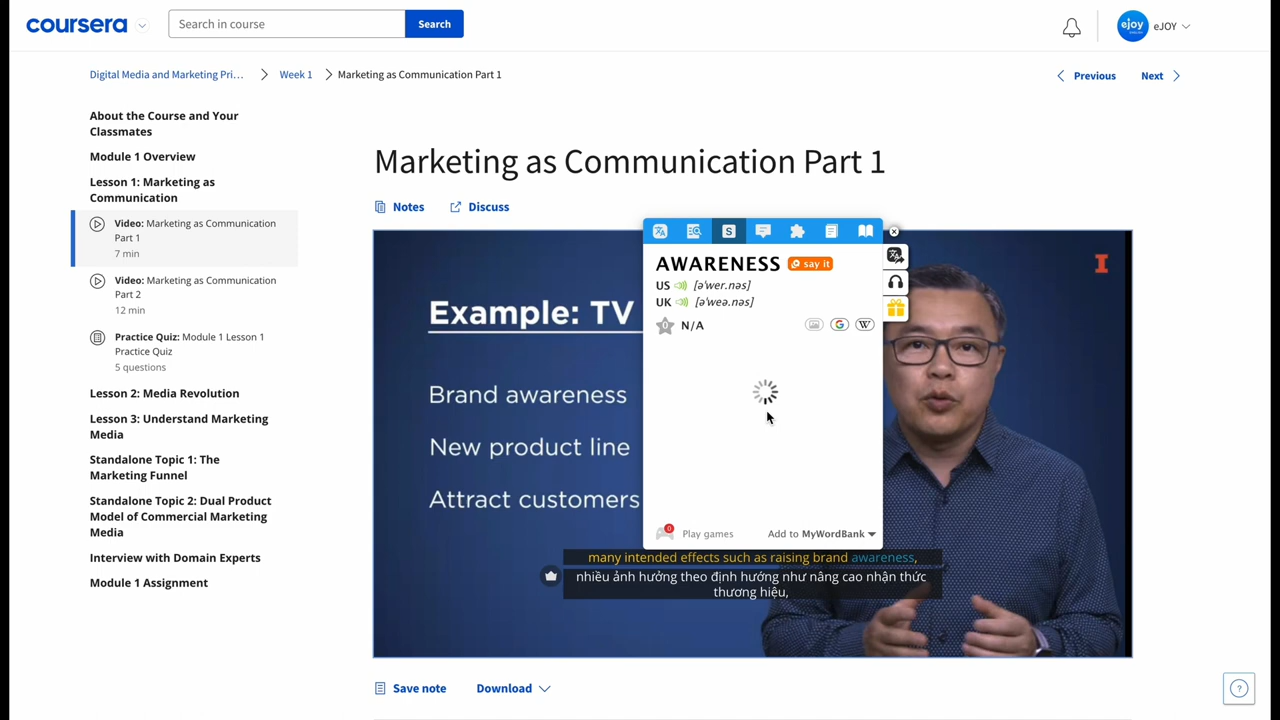 coursera
Search in course
Search
ejoy
ENGLISH
eJOY
Digital Media and Marketing Pri...
Week 1
Marketing as Communication Part 1
Previous
Next
About the Course and Your
Classmates
Module 1 Overview
Lesson 1: Marketing as
Communication
Video: Marketing as Communication
Part 1
7 min
Video: Marketing as Communication
Part 2
12 min
Practice Quiz: Module 1 Lesson 1
Practice Quiz
5 questions
Lesson 2: Media Revolution
Lesson 3: Understand Marketing
Media
Standalone Topic 1: The
Marketing Funnel
Standalone Topic 2: Dual Product
Model of Commercial Marketing
Media
Interview with Domain Experts
Module 1 Assignment
Marketing as Communication Part 1
Notes
Discuss
Example: TV
Brand awareness
New product line
Attract customers
S
AWARENESS
say it
US [ə'wer.nəs]
UK [ə'weə.nəs]
0
N/A
G
W
0
Play games
Add to MyWordBank
I
many intended effects such as raising brand awareness,
nhiều ảnh hưởng theo định hướng như nâng cao nhận thức
thương hiệu,
Save note
Download
?